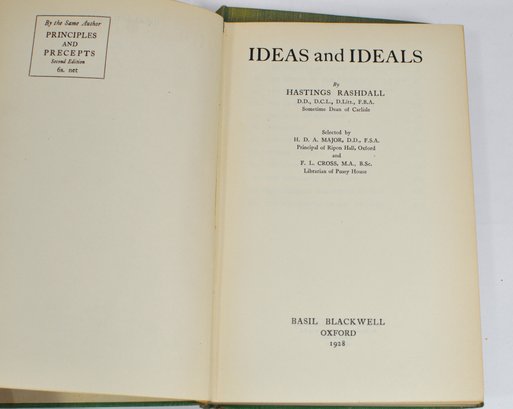 By the Same Author
PRINCIPLES
AND
PRECEPTS
Second Edition
6s. net
IDEAS and IDEALS
By
HASTINGS RASHDALL
D.D., D.C.L., D.Litt., F.B.A.
Sometime Dean of Carlisle
Selected by
H. D. A. MAJOR, D.D., F.S.A.
Principal of Ripon Hall, Oxford
and
F. L. CROSS, M.A., B.Sc.
Librarian of Pusey House
BASIL BLACKWELL
OXFORD
1928